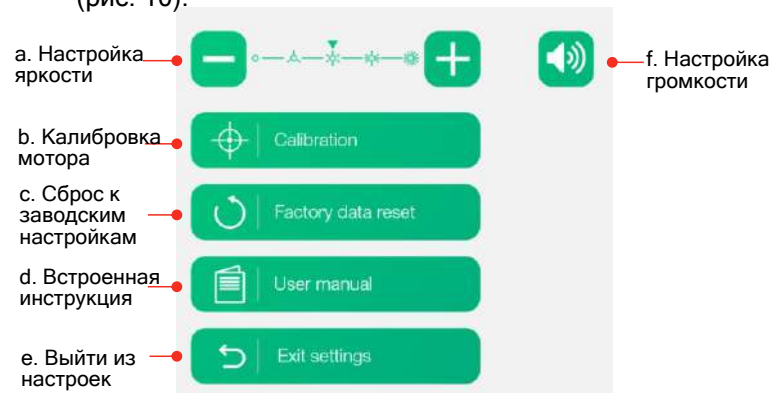 (рис. 10).
a. Настройка
яркости
f. Настройка
громкости
b. Калибровка
мотора
Calibration
c. Сброс к
заводским
настройкам
Factory data reset
d. Встроенная
инструкция
User manual
e. Выйти из
настроек
Exit settings